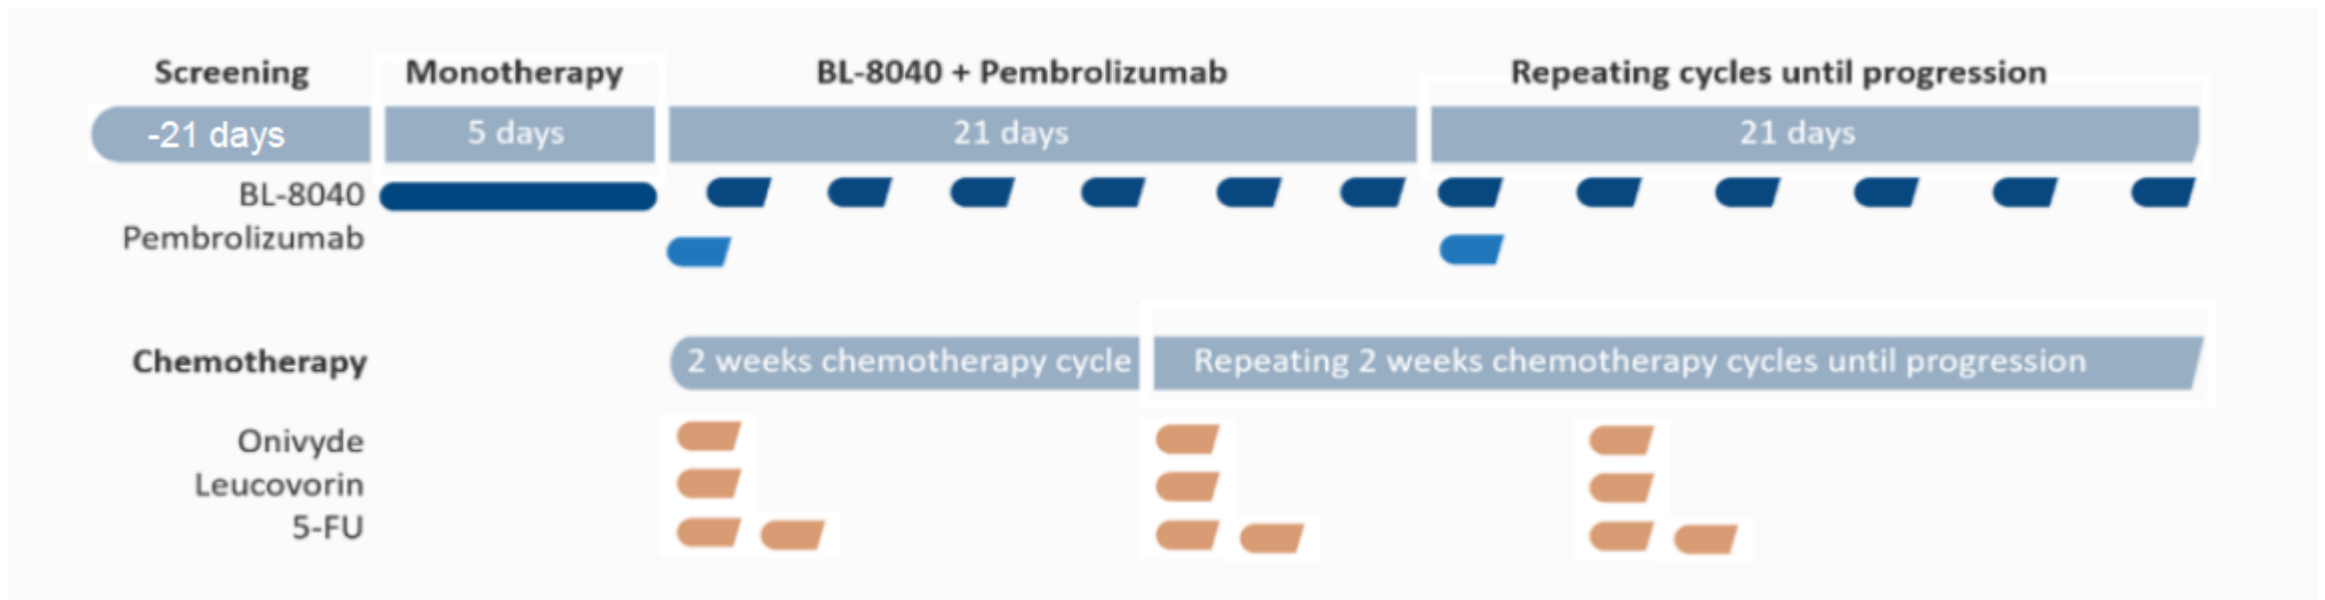 Screening Monotherapy BL-8040 + Pembrolizumab Repeating cycles until progression
-21 days 5 days 21 days 21 days
BL-8040
Pembrolizumab
Chemotherapy 2 weeks chemotherapy cycle Repeating 2 weeks chemotherapy cycles until progression
Onivyde
Leucovorin
5-FU